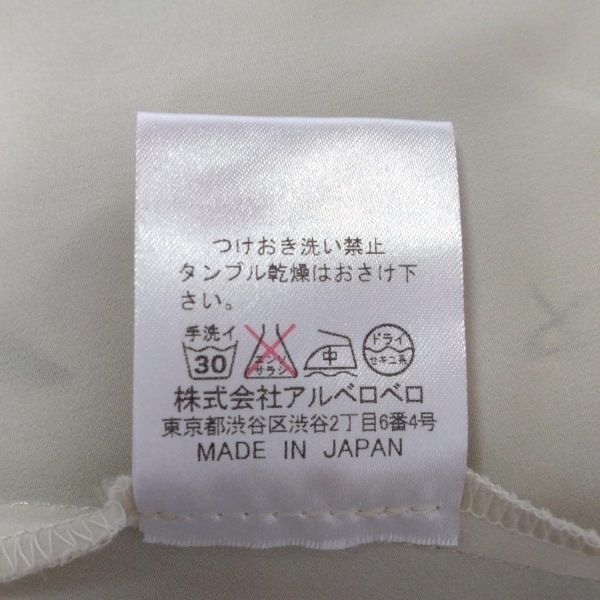 つけおき洗い禁止
タンブル乾燥はおさけ下
さい。
手洗イ
30
エンソ
サラシ
中
ドライ
セキユ系
株式会社アルベロベロ
東京都渋谷区渋谷2丁目6番4号
MADE IN JAPAN